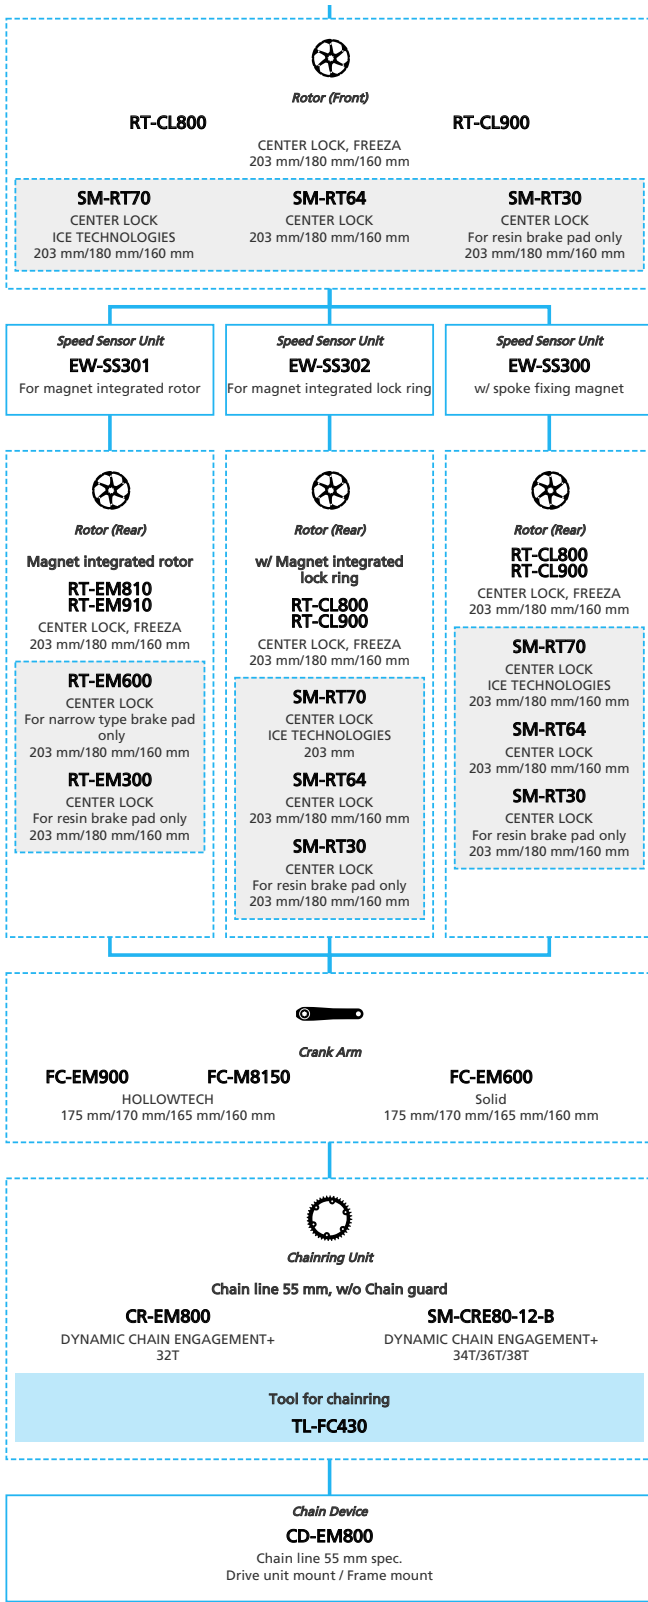 Rotor (Front)
RT-CL800 RT-CL900
CENTER LOCK, FREEZA
203 mm/180 mm/160 mm
SM-RT70
CENTER LOCK
ICE TECHNOLOGIES
203 mm/180 mm/160 mm
SM-RT64
CENTER LOCK
203 mm/180 mm/160 mm
SM-RT30
CENTER LOCK
For resin brake pad only
203 mm/180 mm/160 mm
Speed Sensor Unit
EW-SS301
For magnet integrated rotor
Speed Sensor Unit
EW-SS302
For magnet integrated lock ring
Speed Sensor Unit
EW-SS300
w/ spoke fixing magnet
Rotor (Rear)
Magnet integrated rotor
RT-EM810
RT-EM910
CENTER LOCK, FREEZA
203 mm/180 mm/160 mm
RT-EM600
CENTER LOCK
For narrow type brake pad
only
203 mm/180 mm/160 mm
RT-EM300
CENTER LOCK
For resin brake pad only
203 mm/180 mm/160 mm
Rotor (Rear)
w/ Magnet integrated
lock ring
RT-CL800
RT-CL900
CENTER LOCK, FREEZA
203 mm/180 mm/160 mm
SM-RT70
CENTER LOCK
ICE TECHNOLOGIES
203 mm
SM-RT64
CENTER LOCK
203 mm/180 mm/160 mm
SM-RT30
CENTER LOCK
For resin brake pad only
203 mm/180 mm/160 mm
Rotor (Rear)
RT-CL800
RT-CL900
CENTER LOCK, FREEZA
203 mm/180 mm/160 mm
SM-RT70
CENTER LOCK
ICE TECHNOLOGIES
203 mm/180 mm/160 mm
SM-RT64
CENTER LOCK
203 mm/180 mm/160 mm
SM-RT30
CENTER LOCK
For resin brake pad only
203 mm/180 mm/160 mm
Crank Arm
FC-EM900 FC-M8150
HOLLOWTECH
175 mm/170 mm/165 mm/160 mm
FC-EM600
Solid
175 mm/170 mm/165 mm/160 mm
Chainring Unit
Chain line 55 mm, w/o Chain guard
CR-EM800
DYNAMIC CHAIN ENGAGEMENT+
32T
SM-CRE80-12-B
DYNAMIC CHAIN ENGAGEMENT+
34T/36T/38T
Tool for chainring
TL-FC430
Chain Device
CD-EM800
Chain line 55 mm spec.
Drive unit mount / Frame mount